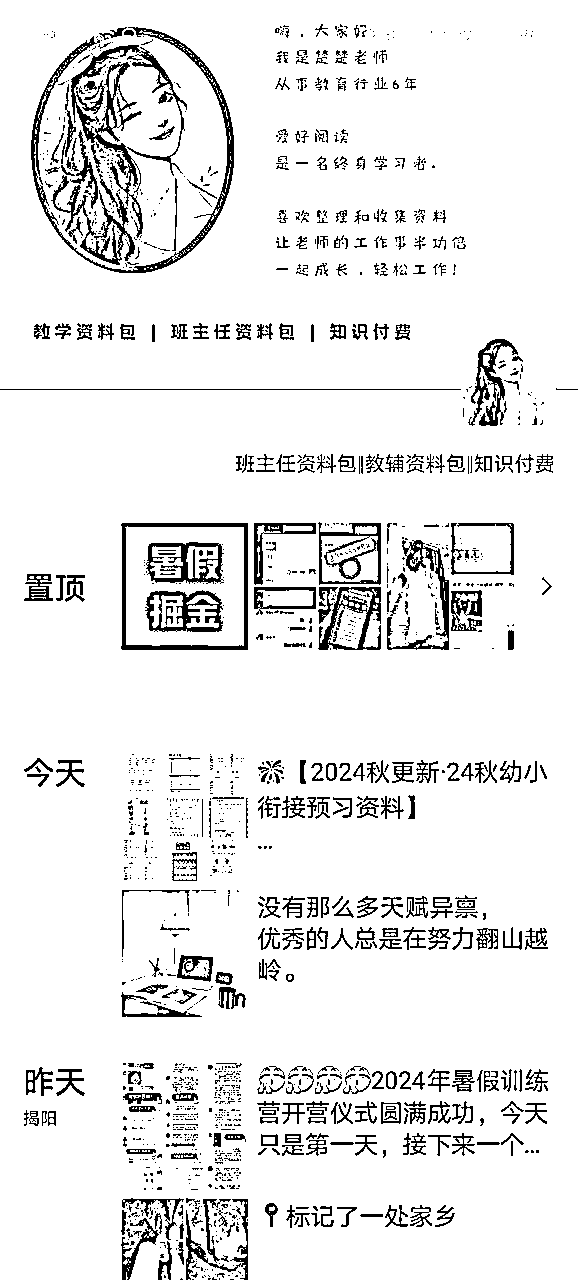 嗨，大家好
我是楚楚老师
从事教育行业6年
爱好阅读
是一名终身学习者.
喜欢整理和收集资料
让老师的工作事半功倍
一起成长，轻松工作!
教学资料包 | 班主任资料包 | 知识付费
班主任资料包||教辅资料包||知识付费
置顶
暑假
掘金
今天
【2024秋更新·24秋幼小
衔接预习资料】
...
没有那么多天赋异禀，
优秀的人总是在努力翻山越
岭。
昨天
揭阳
2024年暑假训练
营开营仪式圆满成功，今天
只是第一天，接下来一个...
标记了一处家乡